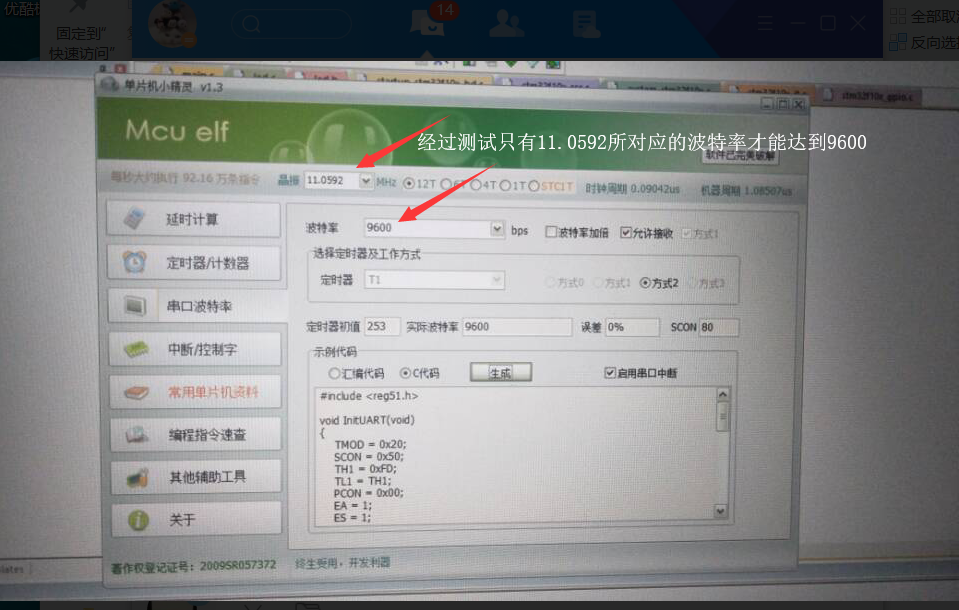 优酷
固定到"
快速访问"
14
全部取
反向选
单片机小精灵 v1.3
Mcu elf
经过测试只有11.0592所对应的波特率才能达到9600
软件已完美破解
每秒大约执行 92.16 万条指令
晶振 11.0592 MHz 12T 6T 4T 1T STC1T 时钟周期 0.09042us 机器周期 1.08507us
延时计算
定时器/计数器
串口波特率
中断/控制字
常用单片机资料
编程指令速查
其他辅助工具
关于
波特率 9600 bps 波特率加倍 允许接收 方式1
选择定时器及工作方式
定时器 T1 方式0 方式1 方式2 方式3
定时器初值 253 实际波特率 9600 误差 0% SCON 80
示例代码
汇编代码 C代码 生成 启用串口中断
#include <reg51.h>
void InitUART(void)
{
TMOD = 0x20;
SCON = 0x50;
TH1 = 0xFD;
TL1 = TH1;
PCON = 0x00;
EA = 1;
ES = 1;
著作权登记证号：2009SR057372 终生受用，开发利器